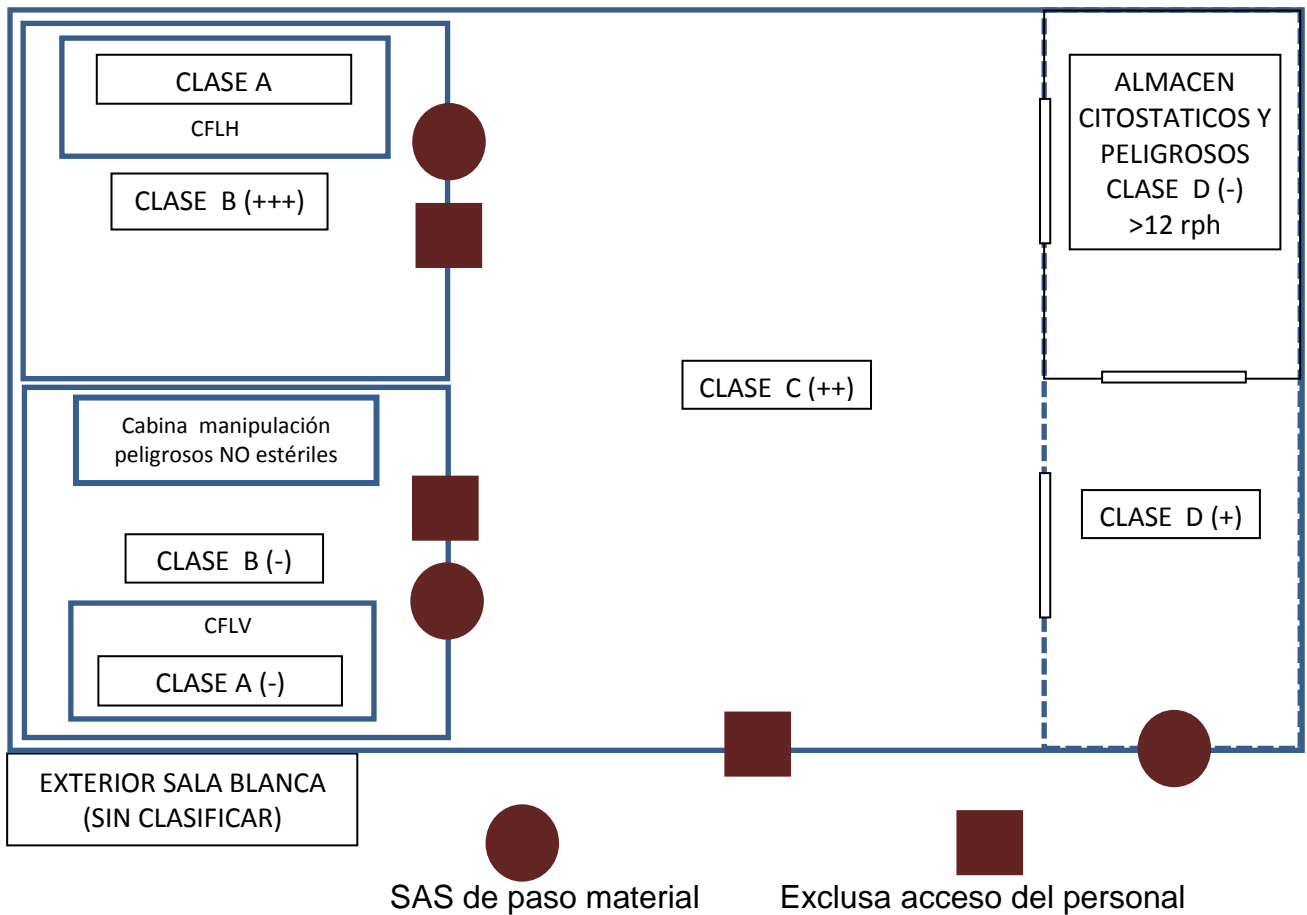 CLASE A
CFLH
CLASE B (+++)
Cabina manipulación
peligrosos NO estériles
CLASE B (-)
CFLV
CLASE A (-)
CLASE C (++)
ALMACEN
CITOSTATICOS Y
PELIGROSOS
CLASE D (-)
>12 rph
CLASE D (+)
EXTERIOR SALA BLANCA
(SIN CLASIFICAR)
SAS de paso material
Exclusa acceso del personal